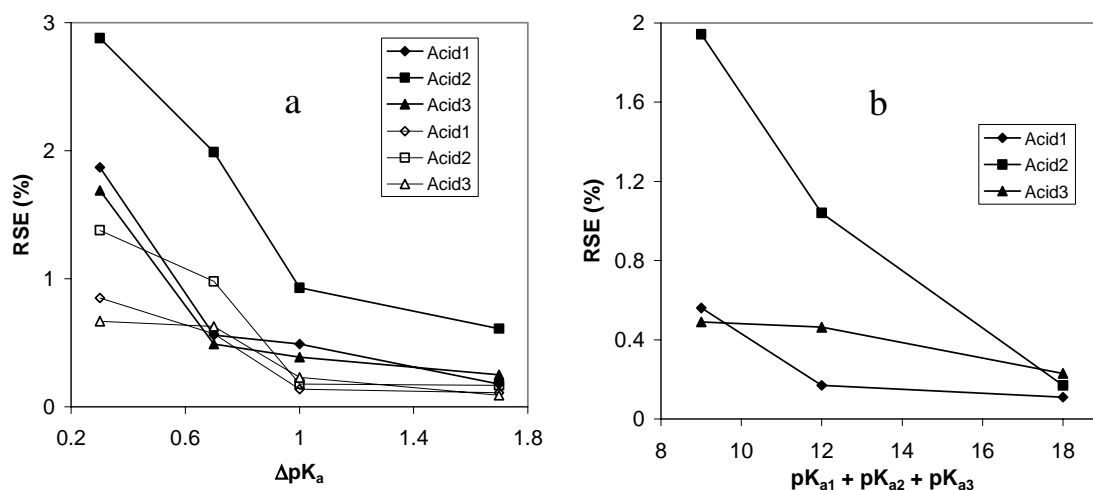 3
2
1
0
RSE (%)
0.2 0.6 1 1.4 1.8
ΔpKa
a
Acid1
Acid2
Acid3
Acid1
Acid2
Acid3
2
1.6
1.2
0.8
0.4
0
RSE (%)
8 10 12 14 16 18
pKa1 + pKa2 + pKa3
b
Acid1
Acid2
Acid3